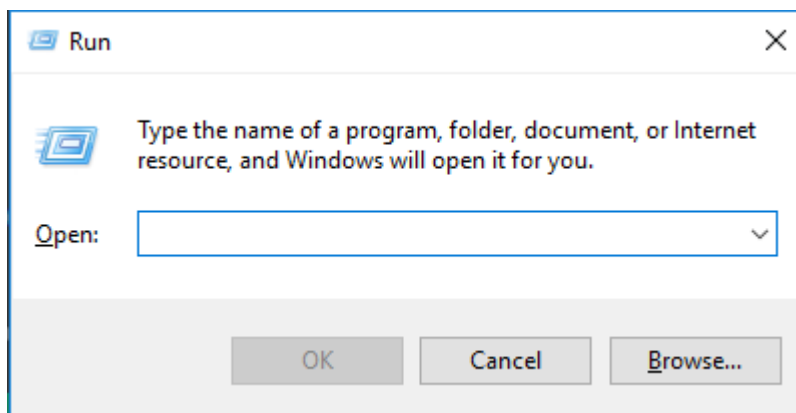 Run
Type the name of a program, folder, document, or Internet
resource, and Windows will open it for you.
Open:
OK Cancel Browse...